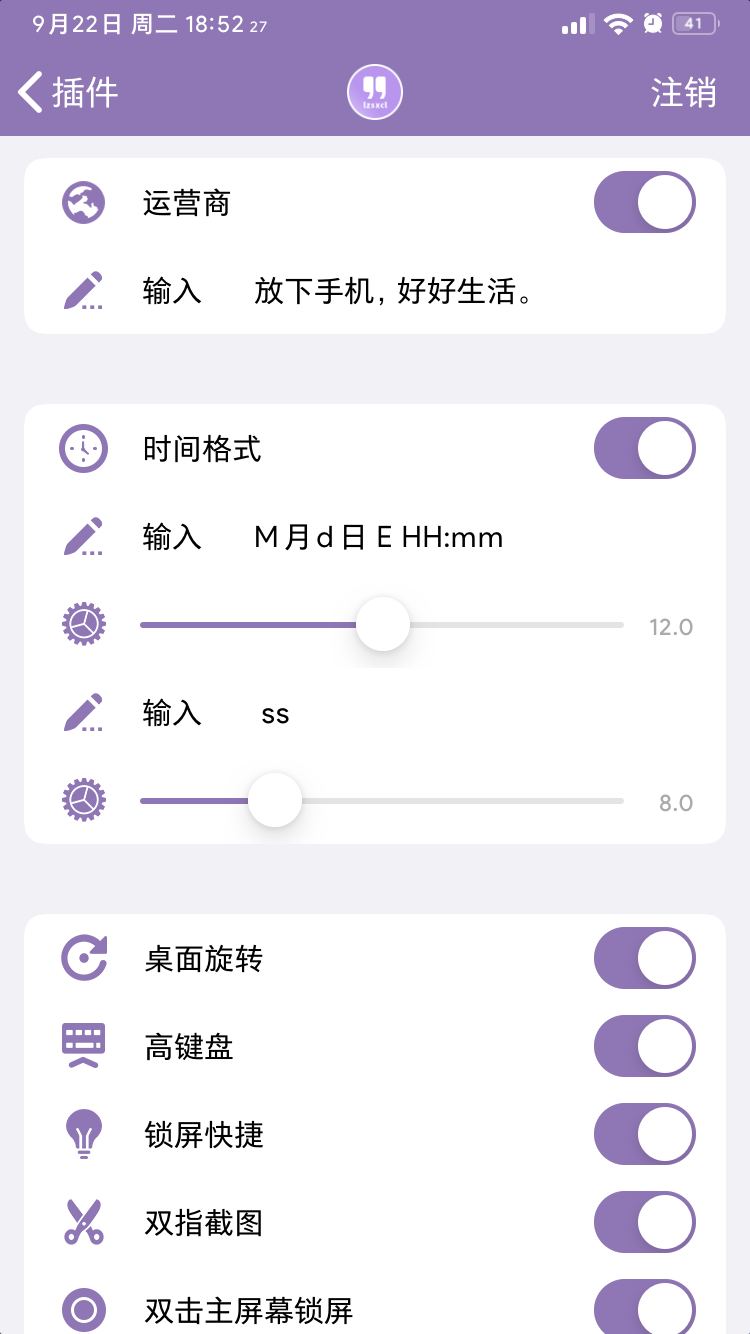 9月22日 周二 18:52 27
41
插件
lzsxcl
注销
运营商
输入 放下手机，好好生活。
时间格式
输入 M月d日 E HH:mm
12.0
输入 ss
8.0
桌面旋转
高键盘
锁屏快捷
双指截图
双击主屏幕锁屏